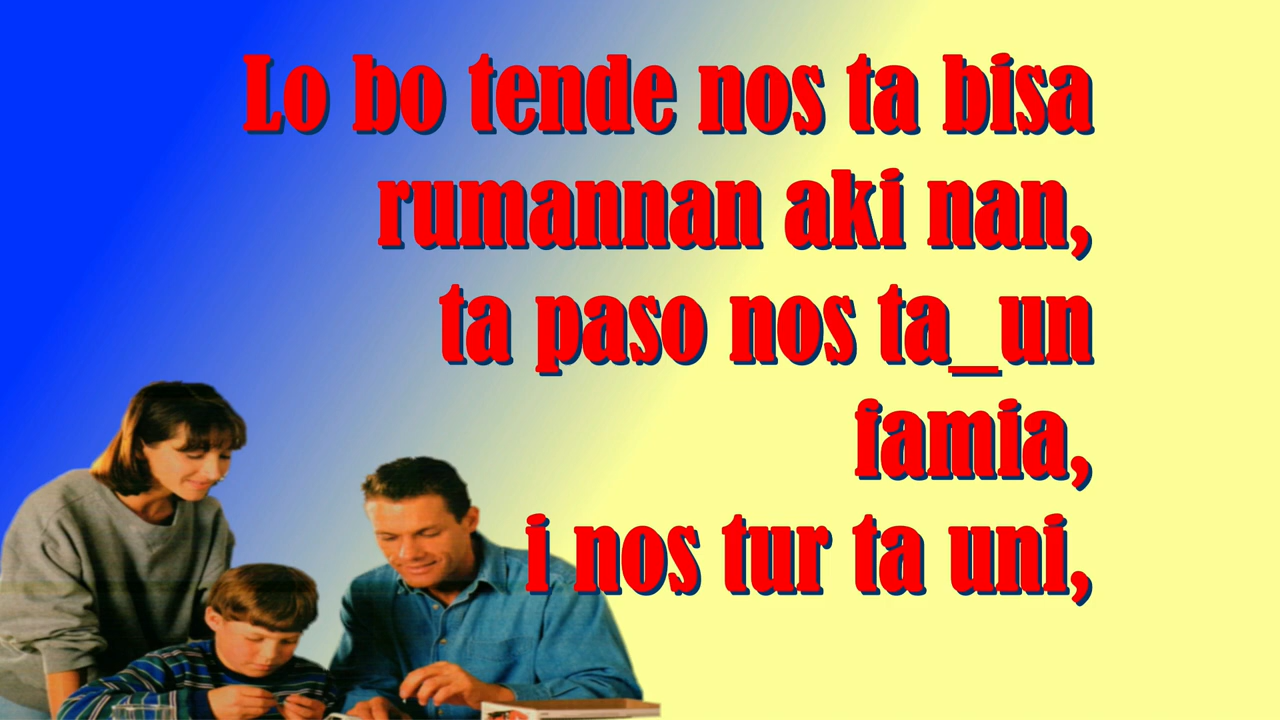 Lo bo tende nos ta bisa
rumannan aki nan,
ta paso nos ta_un
famia,
i nos tur ta uni,